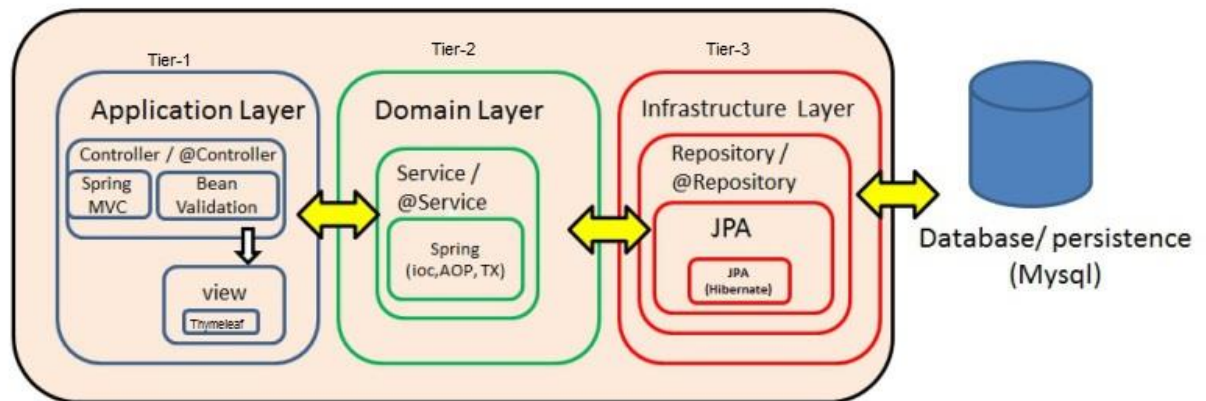 Tier-1
Application Layer
Controller / @Controller
Spring
MVC
Bean
Validation
view
Thymeleaf
Tier-2
Domain Layer
Service /
@Service
Spring
(ioc,AOP, TX)
Tier-3
Infrastructure Layer
Repository /
@Repository
JPA
JPA
(Hibernate)
Database/ persistence
(Mysql)